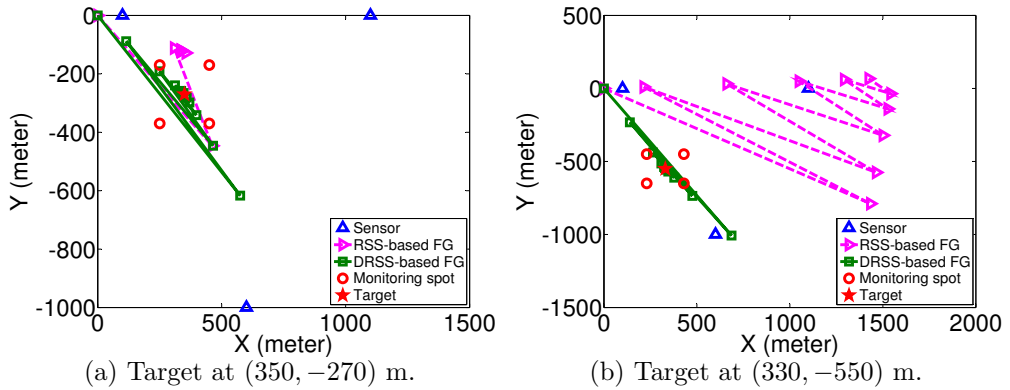 0
-200
-400
-600
-800
-1000
Y (meter)
0
500
1000
1500
X (meter)
Sensor
RSS-based FG
DRSS-based FG
Monitoring spot
Target
(a) Target at (350, −270) m.
500
0
-500
-1000
-1500
Y (meter)
0
500
1000
1500
2000
X (meter)
Sensor
RSS-based FG
DRSS-based FG
Monitoring spot
Target
(b) Target at (330, −550) m.